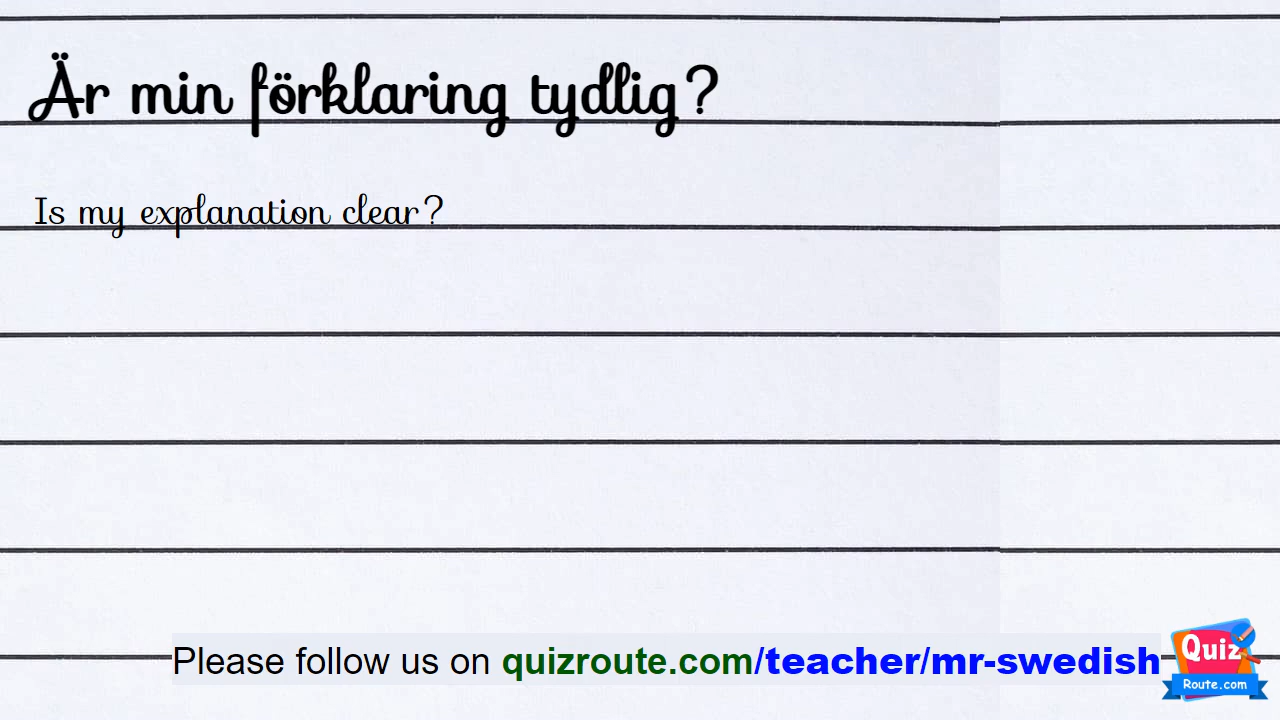 Är min förklaring tydlig?
Is my explanation clear?
Please follow us on quizroute.com/teacher/mr-swedish
Quiz
Route.com